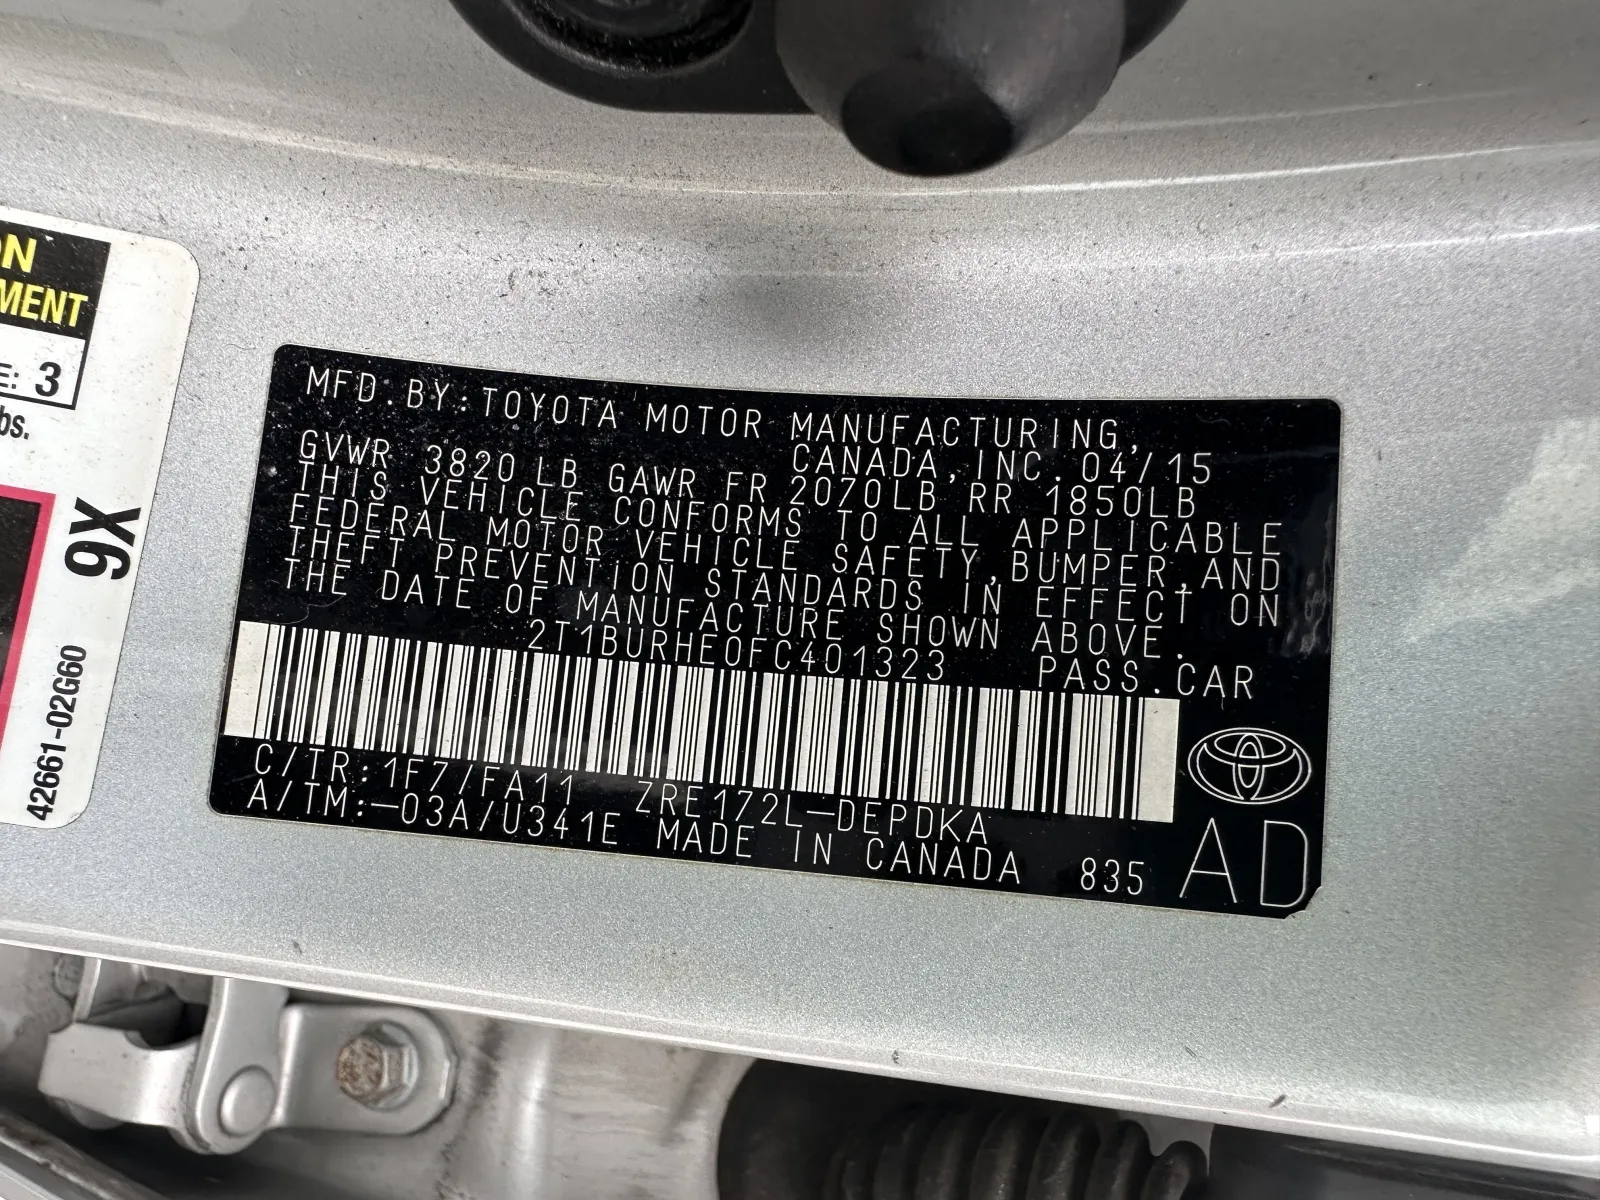 ON
MENT
E: 3
bs.
9X
42661-02G60
MFD.BY:TOYOTA MOTOR MANUFACTURING,
CANADA,INC.04/15
GVWR 3820LB GAWR FR 2070LB RR 1850LB
THIS VEHICLE CONFORMS TO ALL APPLICABLE
FEDERAL MOTOR VEHICLE SAFETY,BUMPER,AND
THEFT PREVENTION STANDARDS IN EFFECT ON
THE DATE OF MANUFACTURE SHOWN ABOVE.
2T1BURHE0FC401323 PASS.CAR
C/TR:1F7/FA11 ZRE172L-DEPDKA
A/TM:-03A/U341E MADE IN CANADA 835
AD